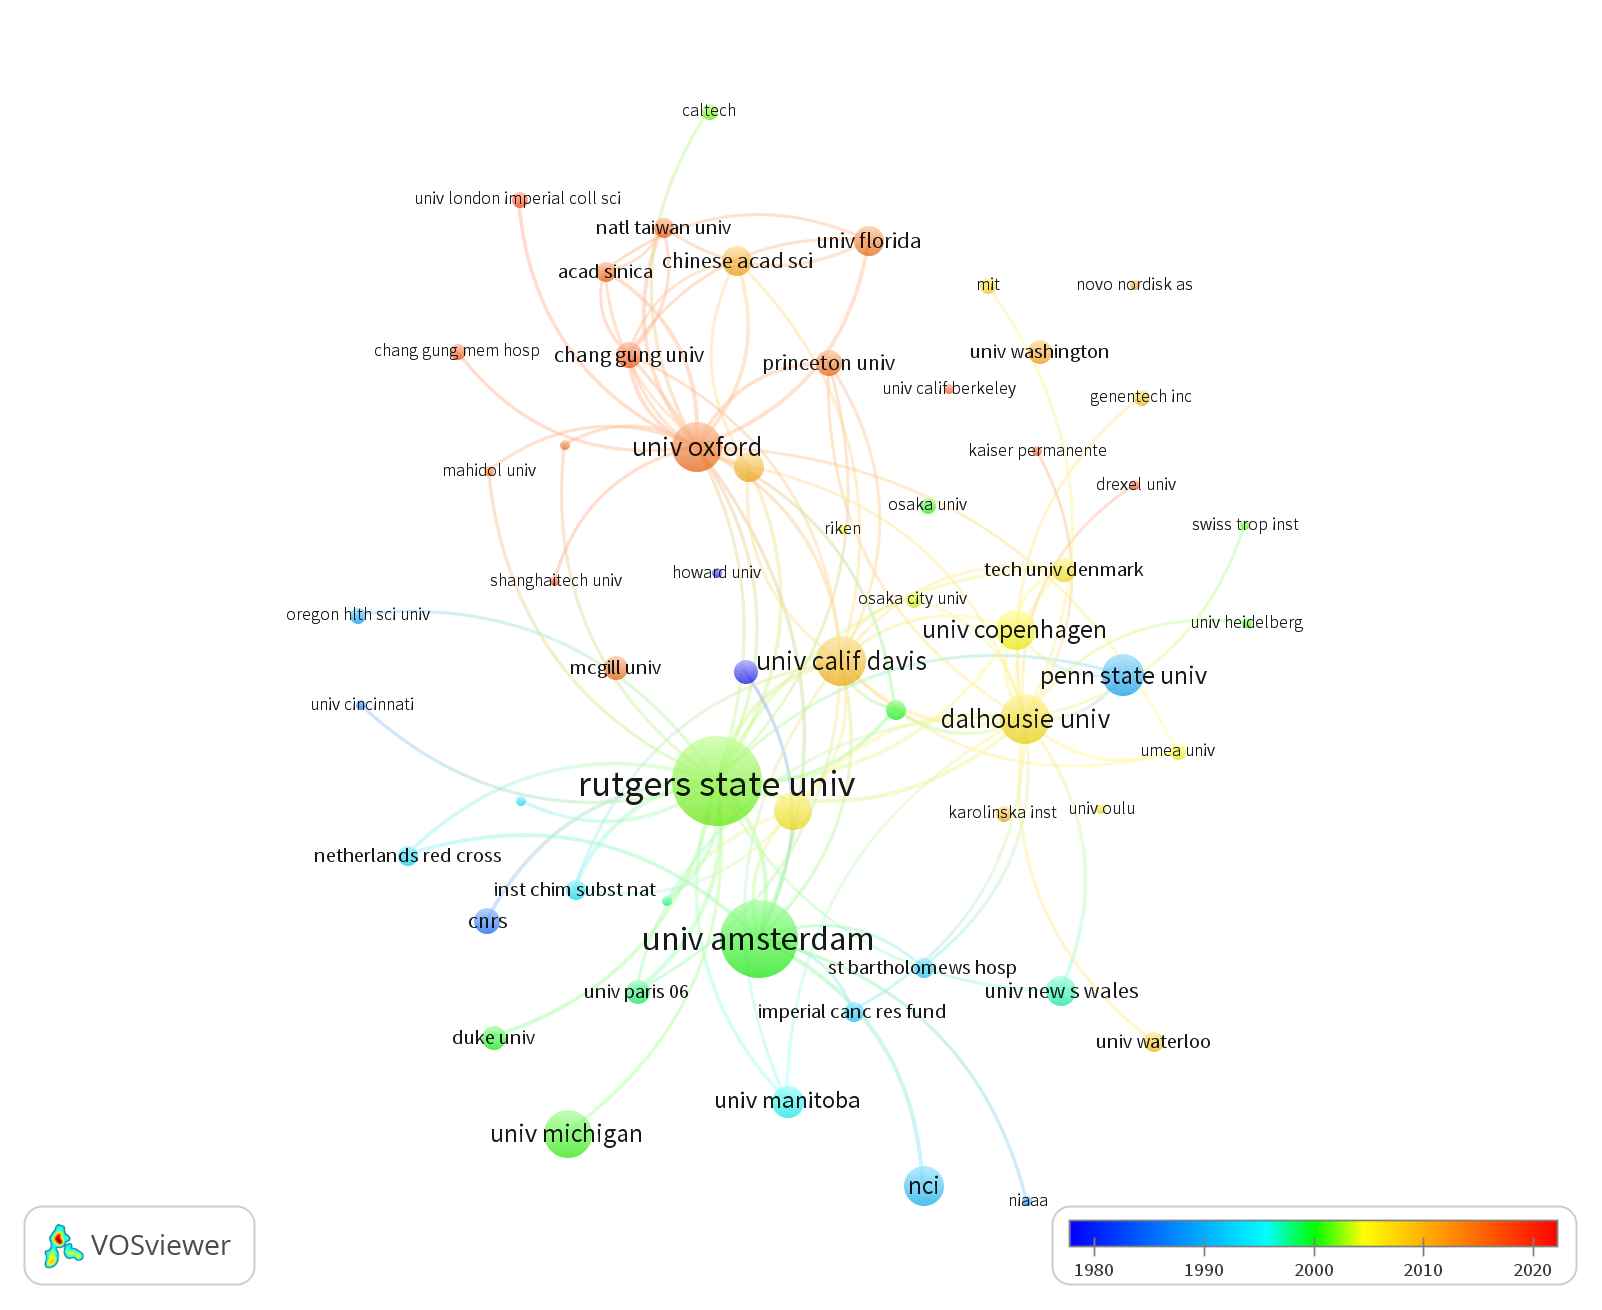 caltech
univ london imperial coll sci
natl taiwan univ
univ florida
chinese acad sci
acad sinica
mit
novo nordisk as
chang gung mem hosp
chang gung univ
princeton univ
univ washington
univ calif berkeley
genentech inc
univ oxford
kaiser permanente
mahidol univ
drexel univ
osaka univ
riken
swiss trop inst
shanghaitech univ
howard univ
tech univ denmark
osaka city univ
oregon hlth sci univ
univ copenhagen
univ heidelberg
mcgill univ
univ calif davis
penn state univ
univ cincinnati
dalhousie univ
umea univ
rutgers state univ
karolinska inst
univ oulu
netherlands red cross
inst chim subst nat
cnrs
univ amsterdam
st bartholomews hosp
univ paris 06
univ new s wales
imperial canc res fund
duke univ
univ waterloo
univ manitoba
univ michigan
nci
niaaa
VOSviewer
1980 1990 2000 2010 2020